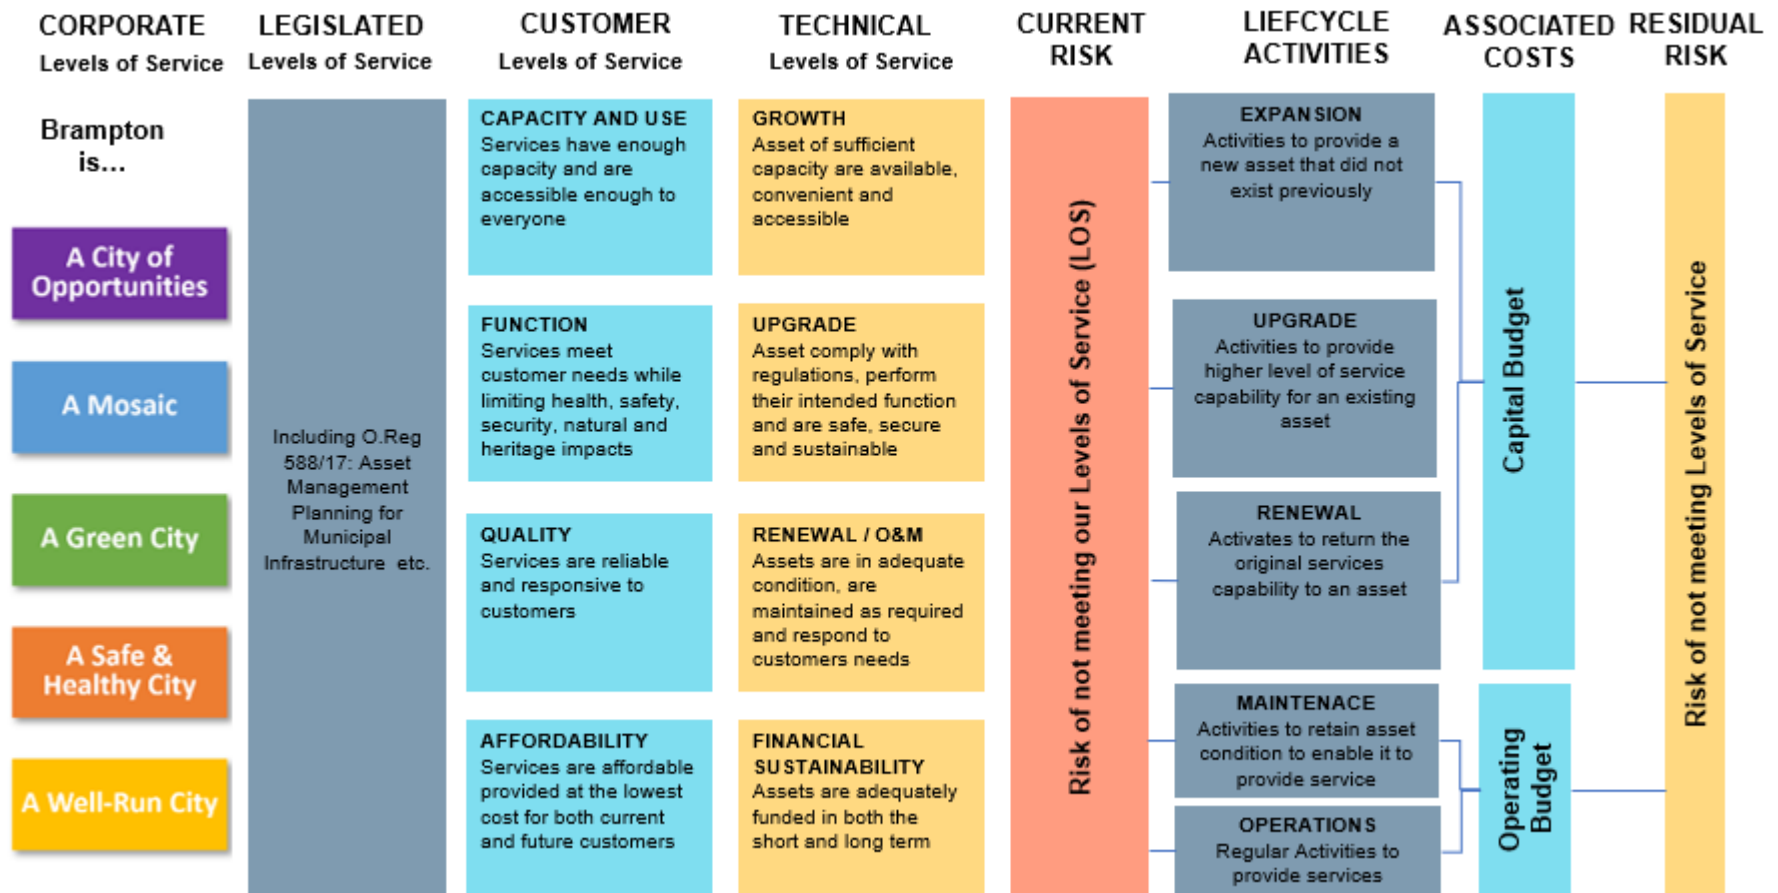 CORPORATE
Levels of Service
LEGISLATED
Levels of Service
CUSTOMER
Levels of Service
TECHNICAL
Levels of Service
CURRENT
RISK
LIEFCYCLE
ACTIVITIES
ASSOCIATED
COSTS
RESIDUAL
RISK
Brampton
is...
A City of
Opportunities
A Mosaic
A Green City
A Safe &
Healthy City
A Well-Run City
Including O.Reg
588/17: Asset
Management
Planning for
Municipal
Infrastructure etc.
CAPACITY AND USE
Services have enough
capacity and are
accessible enough to
everyone
FUNCTION
Services meet
customer needs while
limiting health, safety,
security, natural and
heritage impacts
QUALITY
Services are reliable
and responsive to
customers
AFFORDABILITY
Services are affordable
provided at the lowest
cost for both current
and future customers
GROWTH
Asset of sufficient
capacity are available,
convenient and
accessible
UPGRADE
Asset comply with
regulations, perform
their intended function
and are safe, secure
and sustainable
RENEWAL / O&M
Assets are in adequate
condition, are
maintained as required
and respond to
customers needs
FINANCIAL
SUSTAINABILITY
Assets are adequately
funded in both the
short and long term
Risk of not meeting our Levels of Service (LOS)
EXPANSION
Activities to provide a
new asset that did not
exist previously
UPGRADE
Activities to provide
higher level of service
capability for an existing
asset
RENEWAL
Activates to return the
original services
capability to an asset
MAINTENACE
Activities to retain asset
condition to enable it to
provide service
OPERATIONS
Regular Activities to
provide services
Capital Budget
Operating
Budget
Risk of not meeting Levels of Service